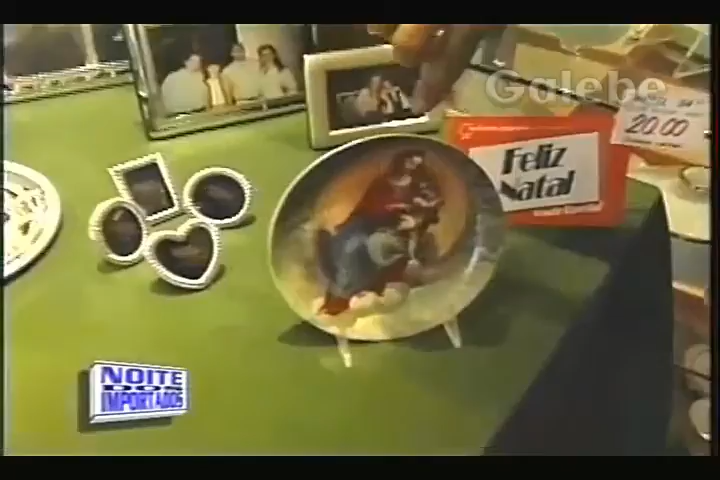 Galebe
Feliz
Natal
20.00
NOITE
DOS
IMPORTADOS